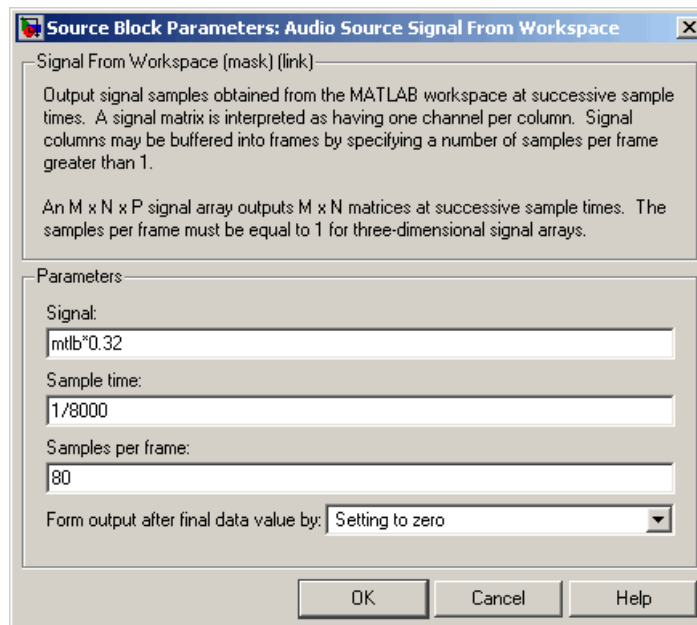 Source Block Parameters: Audio Source Signal From Workspace
Signal From Workspace (mask) (link)
Output signal samples obtained from the MATLAB workspace at successive sample
times.  A signal matrix is interpreted as having one channel per column.  Signal
columns may be buffered into frames by specifying a number of samples per frame
greater than 1.
An M x N x P signal array outputs M x N matrices at successive sample times.  The
samples per frame must be equal to 1 for three-dimensional signal arrays.
Parameters
Signal:
mtlb*0.32
Sample time:
1/8000
Samples per frame:
80
Form output after final data value by: Setting to zero
OK Cancel Help